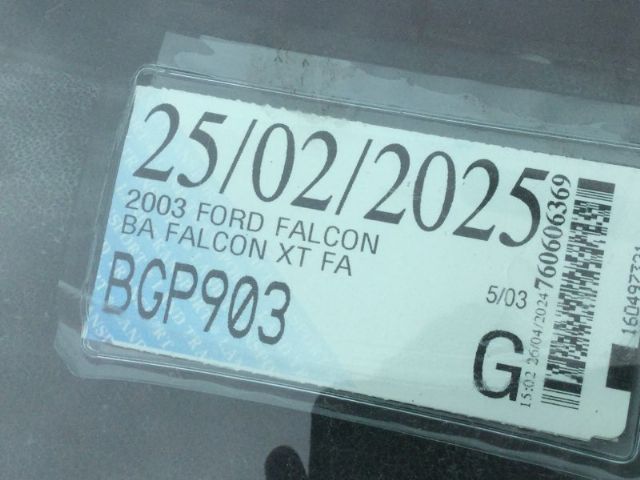 25/02/2025
2003 FORD FALCON
BA FALCON XT FA
BGP903
5/03
G
15:02 26/04/2024
760606369